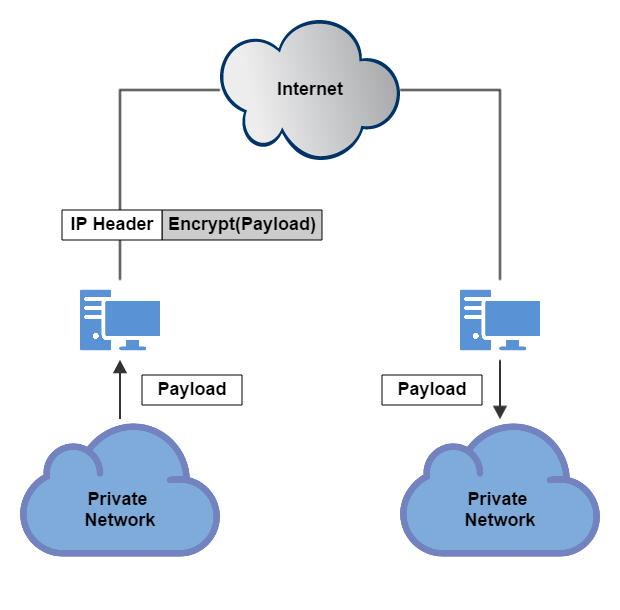 Internet
IP Header
Encrypt(Payload)
Payload
Payload
Private
Network
Private
Network